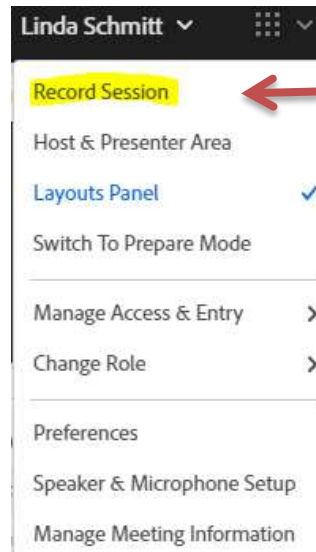 Linda Schmitt
Record Session
Host & Presenter Area
Layouts Panel
Switch To Prepare Mode
Manage Access & Entry
Change Role
Preferences
Speaker & Microphone Setup
Manage Meeting Information